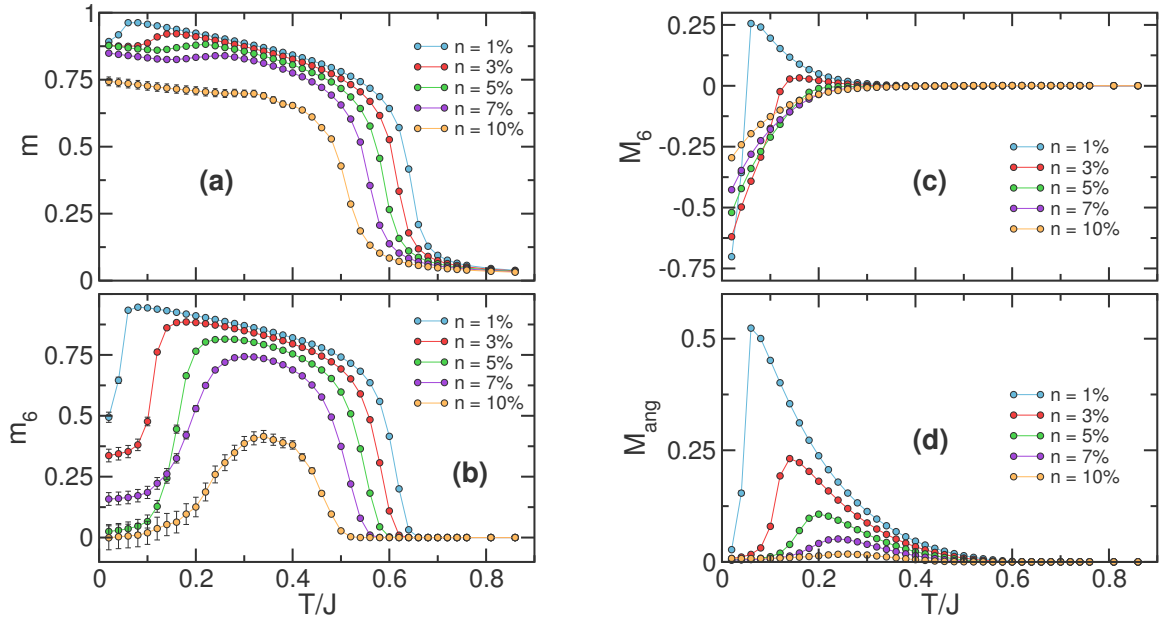 1
0.75
0.5
0.25
0
m
(a)
n = 1%
n = 3%
n = 5%
n = 7%
n = 10%
0.75
0.5
0.25
0
m6
(b)
n = 1%
n = 3%
n = 5%
n = 7%
n = 10%
0 0.2 0.4 0.6 0.8
T/J
0.25
0
-0.25
-0.5
-0.75
M6
(c)
n = 1%
n = 3%
n = 5%
n = 7%
n = 10%
0.5
0.25
0
Mang
(d)
n = 1%
n = 3%
n = 5%
n = 7%
n = 10%
0 0.2 0.4 0.6 0.8
T/J